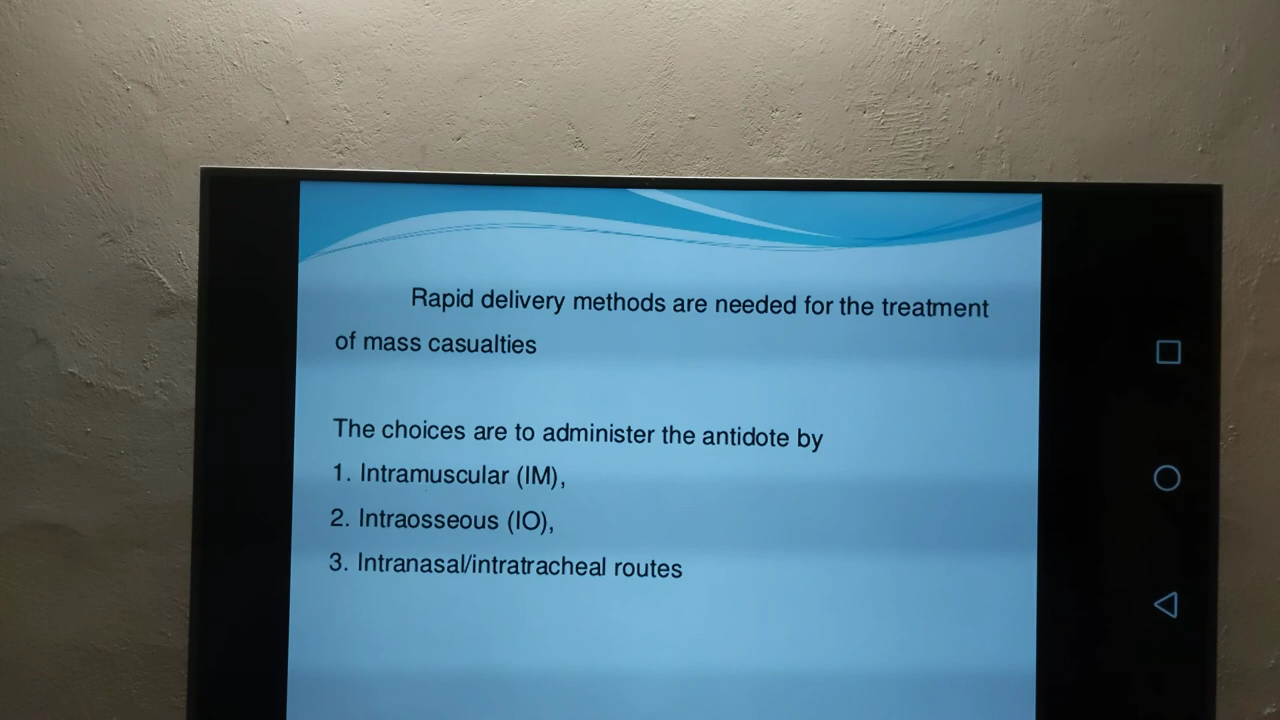 Rapid delivery methods are needed for the treatment
of mass casualties
The choices are to administer the antidote by
1. Intramuscular (IM),
2. Intraosseous (IO),
3. Intranasal/intratracheal routes